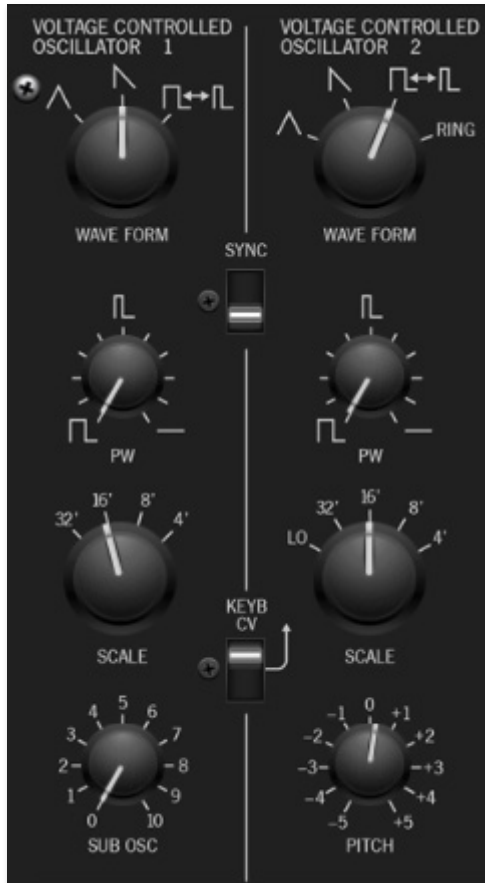 VOLTAGE CONTROLLED
OSCILLATOR 1
WAVE FORM
VOLTAGE CONTROLLED
OSCILLATOR 2
RING
WAVE FORM
SYNC
PW
PW
32' 16' 8' 4'
SCALE
KEYB
CV
LO 32' 16' 8' 4'
SCALE
0 1 2 3 4 5 6 7 8 9 10
SUB OSC
-5 -4 -3 -2 -1 0 +1 +2 +3 +4 +5
PITCH